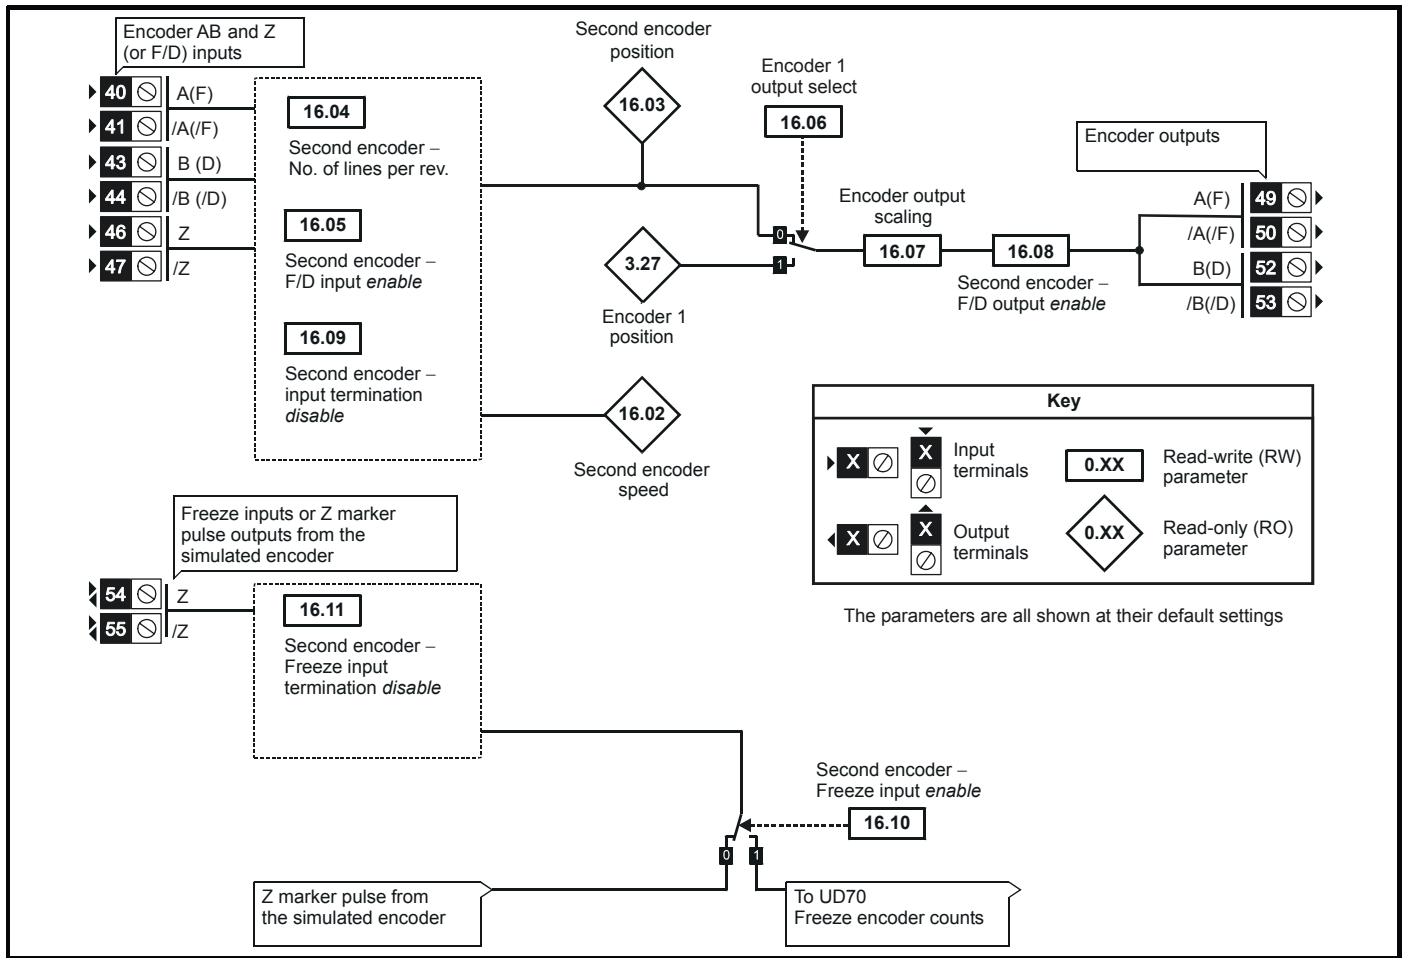 Encoder AB and Z
(or F/D) inputs
40 A(F)
41 /A(/F)
43 B (D)
44 /B (/D)
46 Z
47 /Z
16.04
Second encoder –
No. of lines per rev.
16.05
Second encoder –
F/D input enable
16.09
Second encoder –
input termination
disable
Second encoder
position
16.03
Encoder 1
output select
16.06
0
1
3.27
Encoder 1
position
16.02
Second encoder
speed
Encoder output
scaling
16.07
16.08
Second encoder –
F/D output enable
Encoder outputs
A(F) 49
/A(/F) 50
B(D) 52
/B(/D) 53
Key
X
X
Input
terminals
0.XX
Read-write (RW)
parameter
X
X
Output
terminals
0.XX
Read-only (RO)
parameter
The parameters are all shown at their default settings
Freeze inputs or Z marker
pulse outputs from the
simulated encoder
54 Z
55 /Z
16.11
Second encoder –
Freeze input
termination disable
Second encoder –
Freeze input enable
16.10
0 1
Z marker pulse from
the simulated encoder
To UD70
Freeze encoder counts